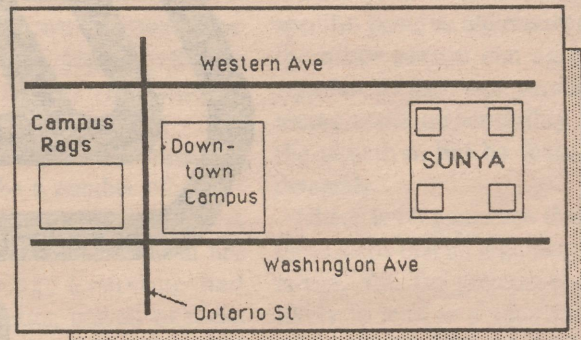 Western Ave
Campus
Rags
Down-
town
Campus
SUNYA
Washington Ave
Ontario St